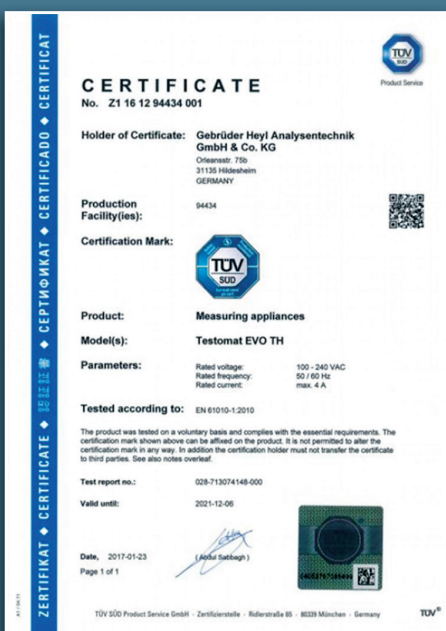 ZERTIFIKAT ◆ CERTIFICATE ◆ 認証証書 ◆ СЕРТИФИКАТ ◆ CERTIFICADO ◆ CERTIFICAT
TÜV
SÜD
Product Service
CERTIFICATE
No. Z1 16 12 94434 001
Holder of Certificate: Gebrüder Heyl Analysentechnik
GmbH & Co. KG
Orleansstr. 75b
31135 Hildesheim
GERMANY
Production
Facility(ies):
94434
Certification Mark:
TÜV
SÜD
Product: Measuring appliances
Model(s): Testomat EVO TH
Parameters: Rated voltage: 100 - 240 VAC
Rated frequency: 50 / 60 Hz
Rated current: max. 4 A
Tested according to: EN 61010-1:2010
The product was tested on a voluntary basis and complies with the essential requirements. The
certification mark shown above can be affixed on the product. It is not permitted to alter the
certification mark in any way. In addition the certification holder must not transfer the certificate
to third parties. See also notes overleaf.
Test report no.: 028-713074148-000
Valid until: 2021-12-06
Date, 2017-01-23
( Abdul Sabbagh )
Page 1 of 1
TÜV SÜD Product Service GmbH · Zertifizierstelle · Ridlerstraße 65 · 80339 München · Germany
TÜV®